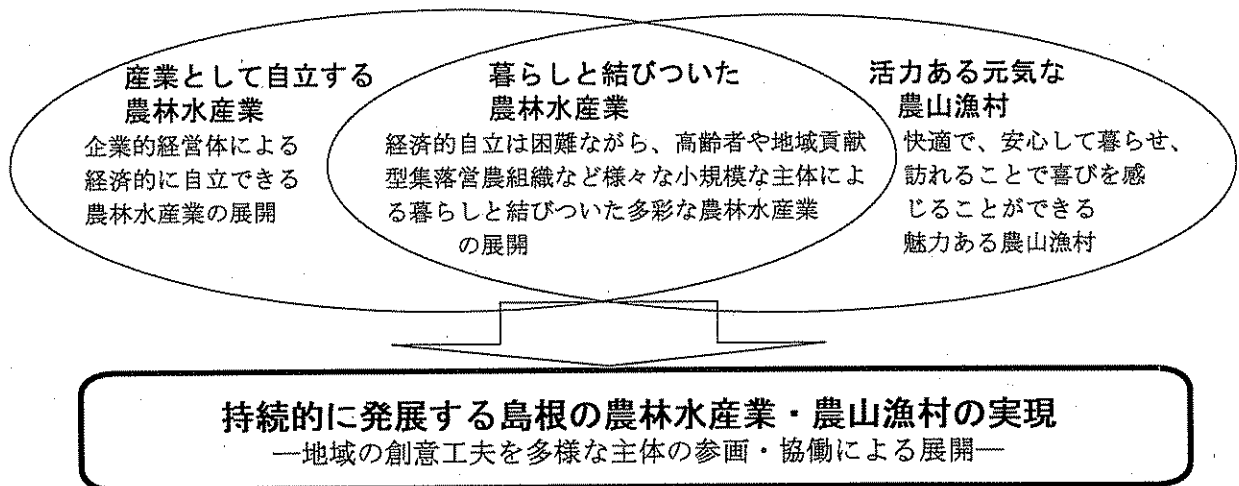 産業として自立する
農林水産業
企業的経営体による
経済的に自立できる
農林水産業の展開
暮らしと結びついた
農林水産業
経済的自立は困難ながら、高齢者や地域貢献
型集落営農組織など様々な小規模な主体によ
る暮らしと結びついた多彩な農林水産業
の展開
活力ある元気な
農山漁村
快適で、安心して暮らせ、
訪れることで喜びを感
じることができる
魅力ある農山漁村
持続的に発展する島根の農林水産業・農山漁村の実現
―地域の創意工夫を多様な主体の参画・協働による展開―